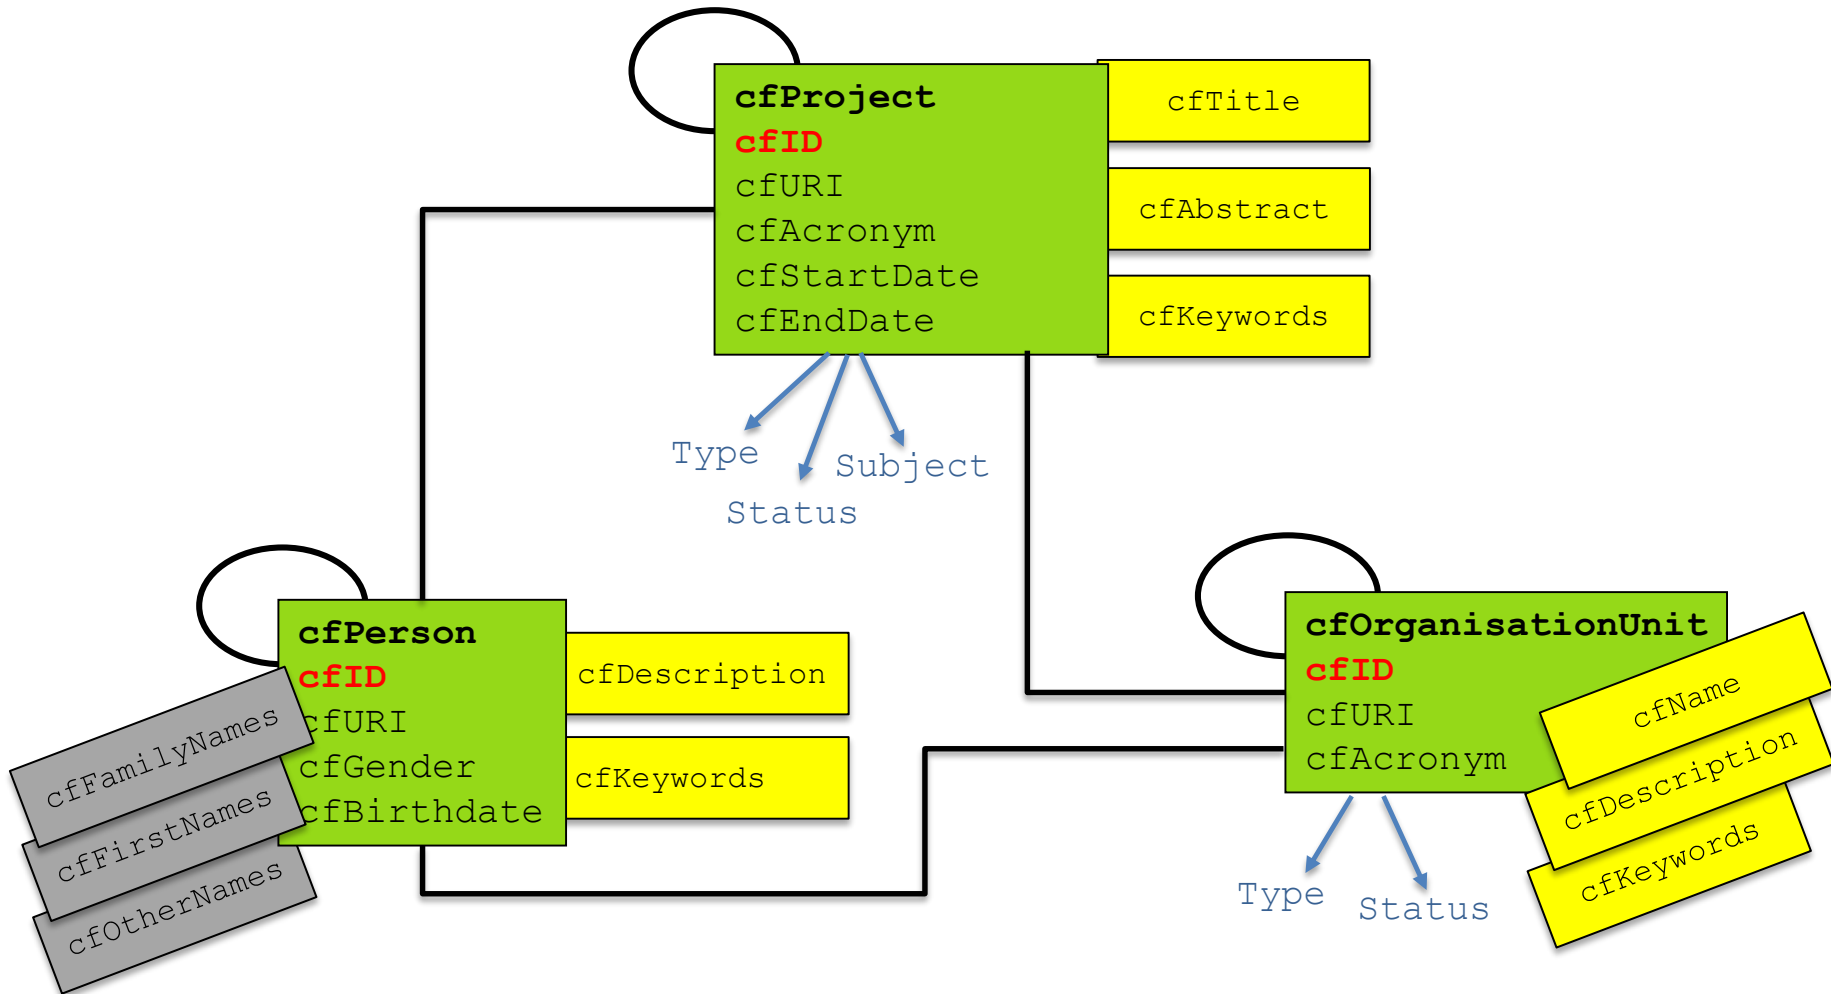 cfProject
cfID
cfURI
cfAcronym
cfStartDate
cfEndDate
cfTitle
cfAbstract
cfKeywords
Type
Status
Subject
cfPerson
cfID
cfURI
cfGender
cfBirthdate
cfDescription
cfKeywords
cfFamilyNames
cfFirstNames
cfOtherNames
cfOrganisationUnit
cfID
cfURI
cfAcronym
cfName
cfDescription
cfKeywords
Type
Status